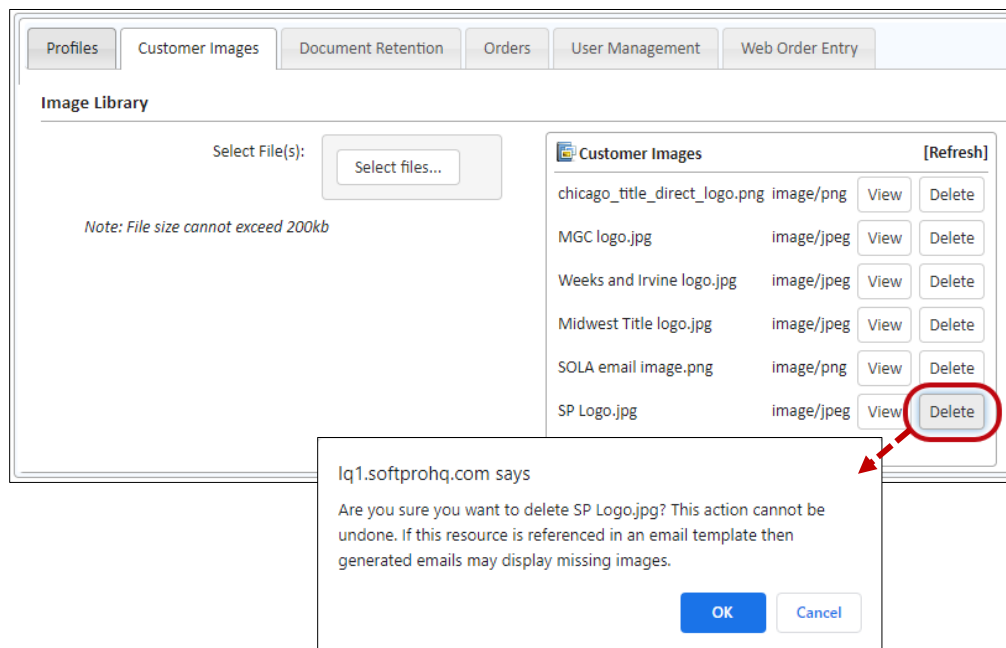 Profiles Customer Images Document Retention Orders User Management Web Order Entry
Image Library
Select File(s): Select files...
Note: File size cannot exceed 200kb
Customer Images [Refresh]
chicago_title_direct_logo.png image/png View Delete
MGC logo.jpg image/jpeg View Delete
Weeks and Irvine logo.jpg image/jpeg View Delete
Midwest Title logo.jpg image/jpeg View Delete
SOLA email image.png image/png View Delete
SP Logo.jpg image/jpeg View Delete
lq1.softprohq.com says
Are you sure you want to delete SP Logo.jpg? This action cannot be
undone. If this resource is referenced in an email template then
generated emails may display missing images.
OK Cancel